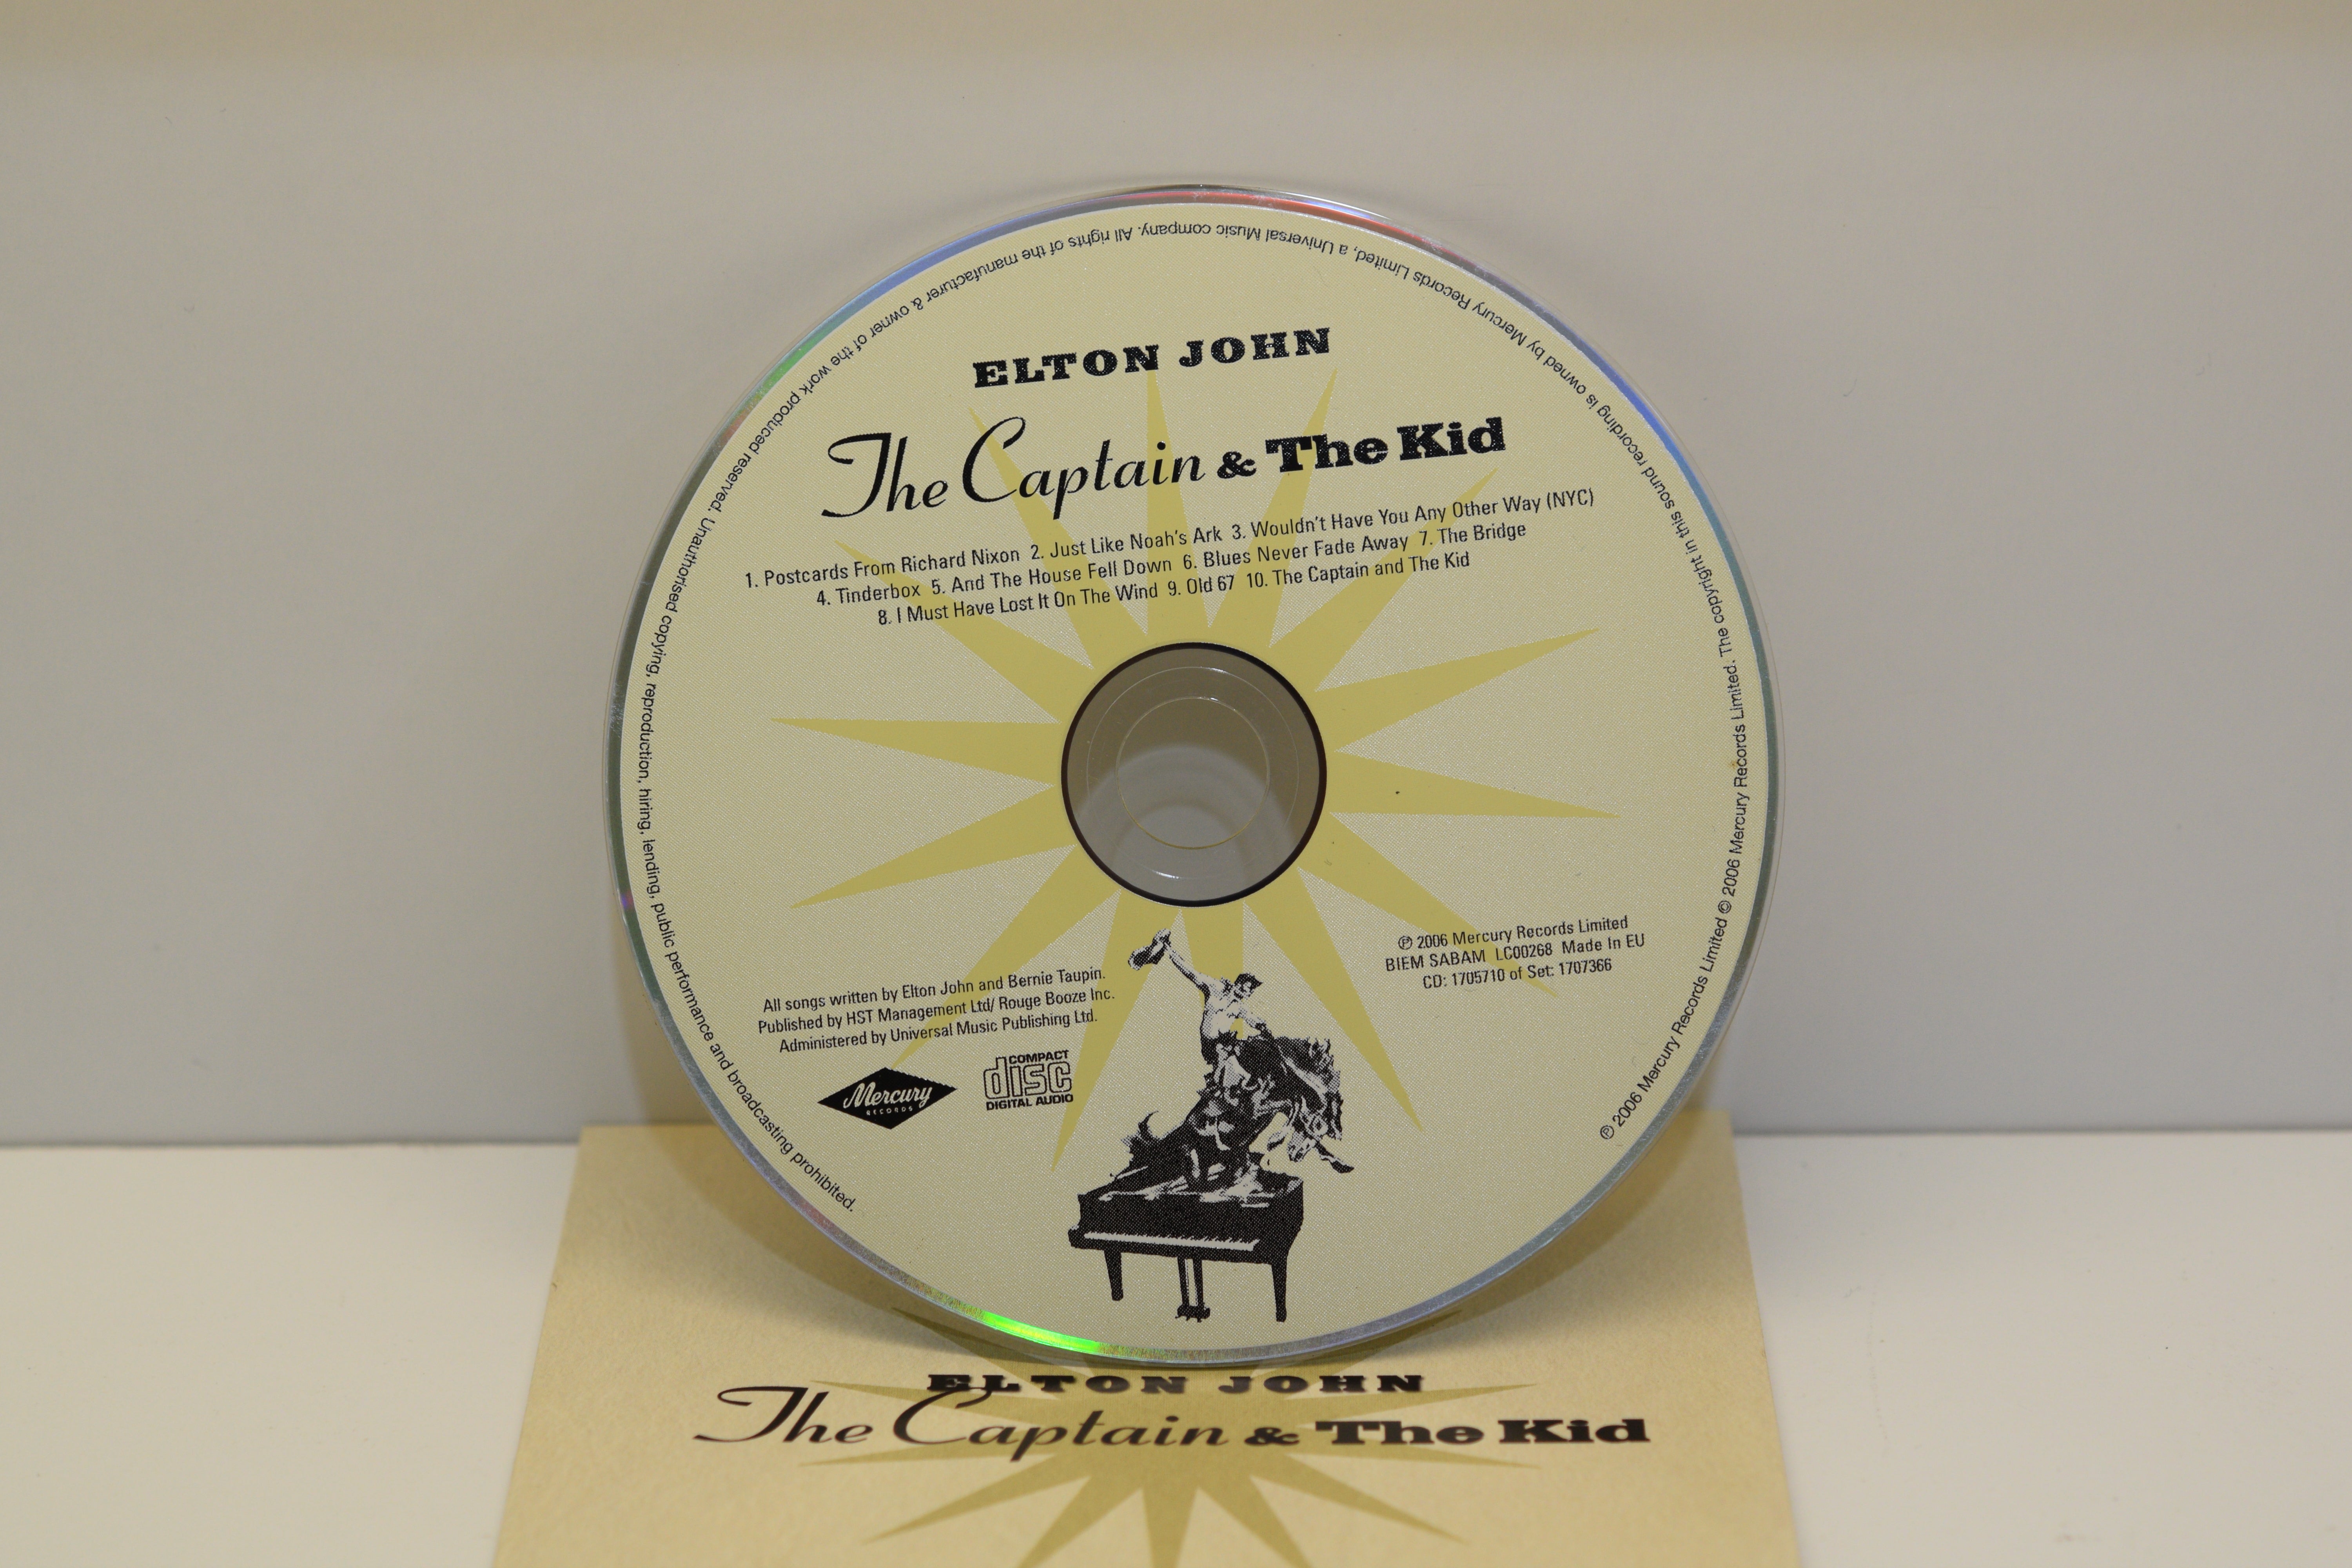 ELTON JOHN
The Captain & The Kid
1. Postcards From Richard Nixon 2. Just Like Noah's Ark 3. Wouldn't Have You Any Other Way (NYC)
4. Tinderbox 5. And The House Fell Down 6. Blues Never Fade Away 7. The Bridge
8. I Must Have Lost It On The Wind 9. Old 67 10. The Captain and The Kid
All songs written by Elton John and Bernie Taupin.
Published by HST Management Ltd/ Rouge Booze Inc.
Administered by Universal Music Publishing Ltd.
Mercury
RECORDS
COMPACT
disc
DIGITAL AUDIO
℗ 2006 Mercury Records Limited
BIEM SABAM LC00268 Made In EU
CD: 1705710 of Set: 1707366
℗ 2006 Mercury Records Limited © 2006 Mercury Records Limited. The copyright in this sound recording is owned by Mercury Records Limited, a Universal Music company. All rights of the manufacturer & owner of the work produced reserved. Unauthorised copying, reproduction, hiring, lending, public performance and broadcasting prohibited.
ELTON JOHN
The Captain & The Kid